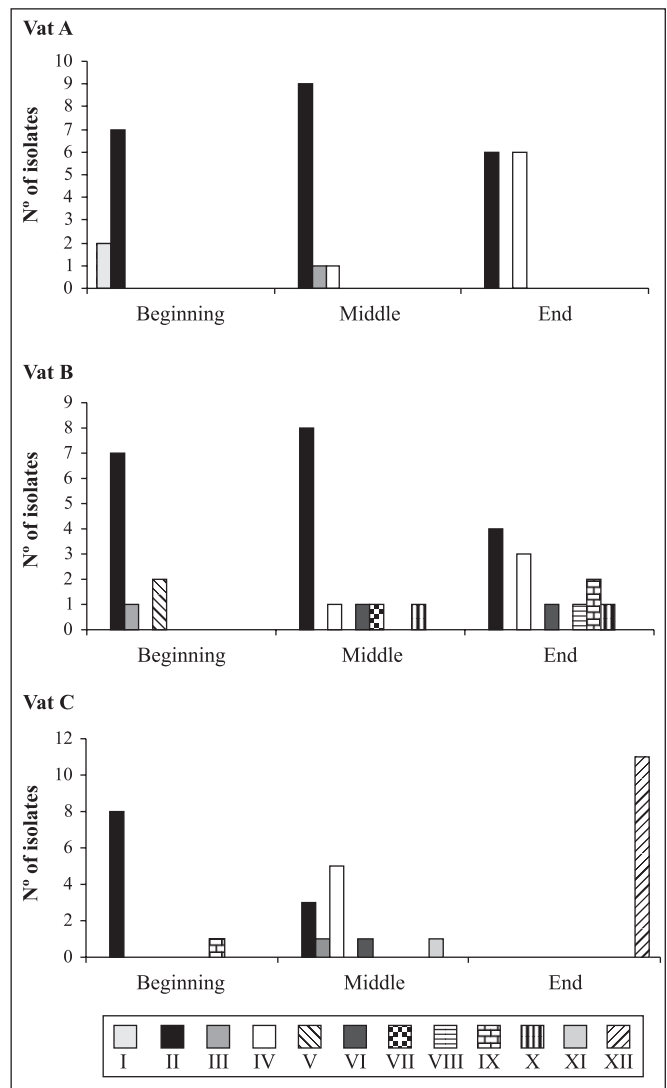 Vat A
Nº of isolates
10
9
8
7
6
5
4
3
2
1
0
Beginning Middle End
Vat B
Nº of isolates
9
8
7
6
5
4
3
2
1
0
Beginning Middle End
Vat C
Nº of isolates
12
10
8
6
4
2
0
Beginning Middle End
I II III IV V VI VII VIII IX X XI XII